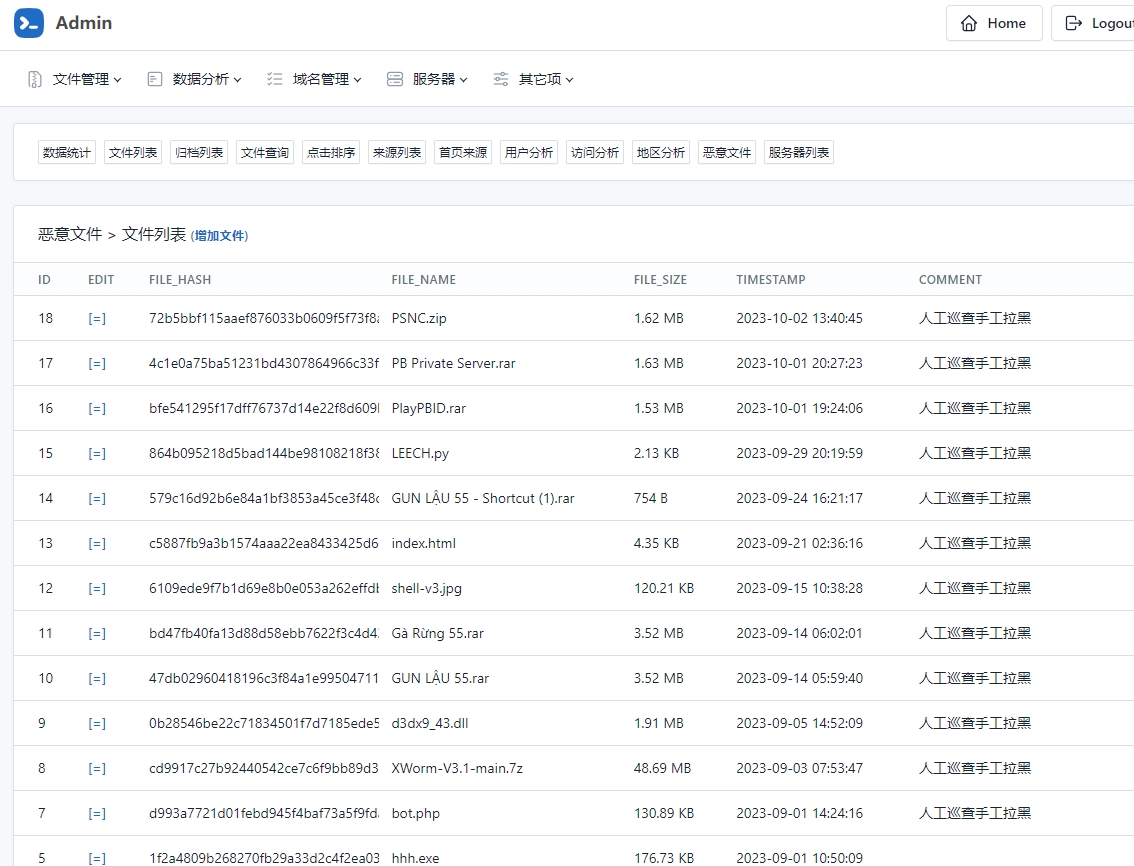 Admin
Home
Logout
文件管理 数据分析 域名管理 服务器 其它项
数据统计 文件列表 归档列表 文件查询 点击排序 来源列表 首页来源 用户分析 访问分析 地区分析 恶意文件 服务器列表
恶意文件 > 文件列表 (增加文件)
ID EDIT FILE_HASH FILE_NAME FILE_SIZE TIMESTAMP COMMENT
18 [=] 72b5bbf115aaef876033b0609f5f73f8a PSNC.zip 1.62 MB 2023-10-02 13:40:45 人工巡查手工拉黑
17 [=] 4c1e0a75ba51231bd4307864966c33f PB Private Server.rar 1.63 MB 2023-10-01 20:27:23 人工巡查手工拉黑
16 [=] bfe541295f17dff76737d14e22f8d609 PlayPBID.rar 1.53 MB 2023-10-01 19:24:06 人工巡查手工拉黑
15 [=] 864b095218d5bad144be98108218f38 LEECH.py 2.13 KB 2023-09-29 20:19:59 人工巡查手工拉黑
14 [=] 579c16d92b6e84a1bf3853a45ce3f48c GUN LẬU 55 - Shortcut (1).rar 754 B 2023-09-24 16:21:17 人工巡查手工拉黑
13 [=] c5887fb9a3b1574aaa22ea8433425d6 index.html 4.35 KB 2023-09-21 02:36:16 人工巡查手工拉黑
12 [=] 6109ede9f7b1d69e8b0e053a262effdb shell-v3.jpg 120.21 KB 2023-09-15 10:38:28 人工巡查手工拉黑
11 [=] bd47fb40fa13d88d58ebb7622f3c4d4 Gà Rừng 55.rar 3.52 MB 2023-09-14 06:02:01 人工巡查手工拉黑
10 [=] 47db02960418196c3f84a1e99504711 GUN LẬU 55.rar 3.52 MB 2023-09-14 05:59:40 人工巡查手工拉黑
9 [=] 0b28546be22c71834501f7d7185ede5 d3dx9_43.dll 1.91 MB 2023-09-05 14:52:09 人工巡查手工拉黑
8 [=] cd9917c27b92440542ce7c6f9bb89d3 XWorm-V3.1-main.7z 48.69 MB 2023-09-03 07:53:47 人工巡查手工拉黑
7 [=] d993a7721d01febd945f4baf73a5f9fd bot.php 130.89 KB 2023-09-01 14:24:16 人工巡查手工拉黑
5 [=] 1f2a4809b268270fb29a33d2c4f2ea03 hhh.exe 176.73 KB 2023-09-01 10:50:09